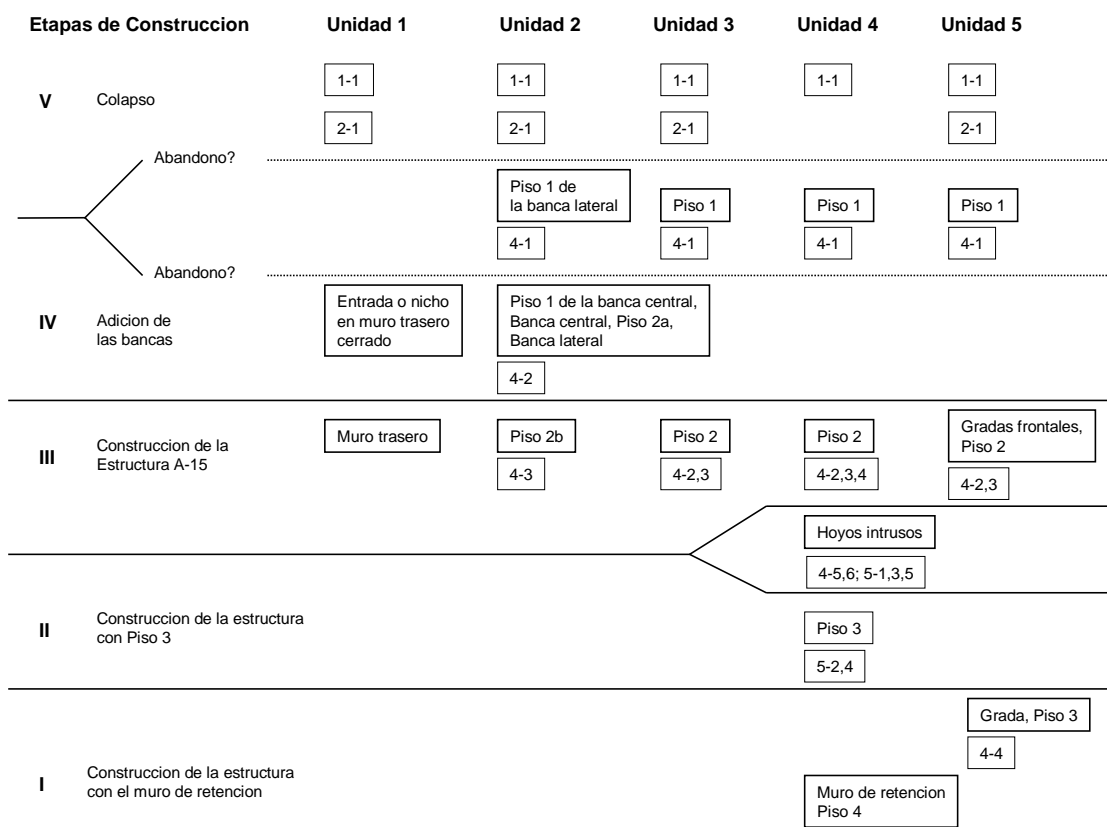 Etapas de Construccion Unidad 1 Unidad 2 Unidad 3 Unidad 4 Unidad 5
1-1 1-1 1-1 1-1 1-1
V Colapso
2-1 2-1 2-1 2-1
Abandono?
Piso 1 de
la banca lateral Piso 1 Piso 1 Piso 1
4-1 4-1 4-1 4-1
Abandono?
Entrada o nicho
en muro trasero
cerrado
Piso 1 de la banca central,
Banca central, Piso 2a,
Banca lateral
IV Adicion de
las bancas
4-2
Muro trasero Piso 2b Piso 2 Piso 2
Gradas frontales,
Piso 2
III Construccion de la
Estructura A-15
4-3 4-2,3 4-2,3,4 4-2,3
Hoyos intrusos
4-5,6; 5-1,3,5
II Construccion de la estructura
con Piso 3
Piso 3
5-2,4
Grada, Piso 3
4-4
I Construccion de la estructura
con el muro de retencion
Muro de retencion
Piso 4